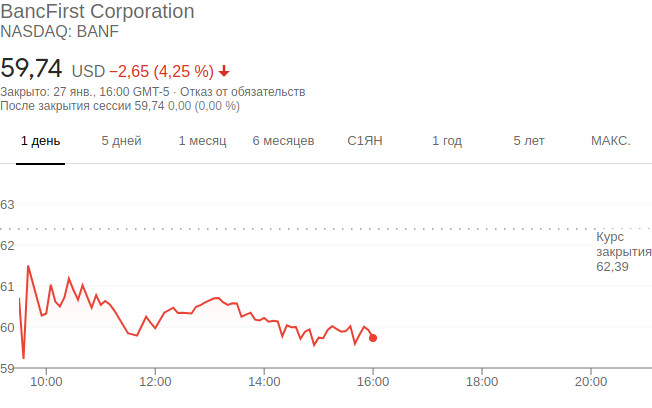 BancFirst Corporation
NASDAQ: BANF
59,74 USD −2,65 (4,25 %)
Закрыто: 27 янв., 16:00 GMT-5 · Отказ от обязательств
После закрытия сессии 59,74 0,00 (0,00 %)
1 день 5 дней 1 месяц 6 месяцев С1ЯН 1 год 5 лет МАКС.
63
62
61
60
59
Курс
закрытия
62,39
10:00 12:00 14:00 16:00 18:00 20:00